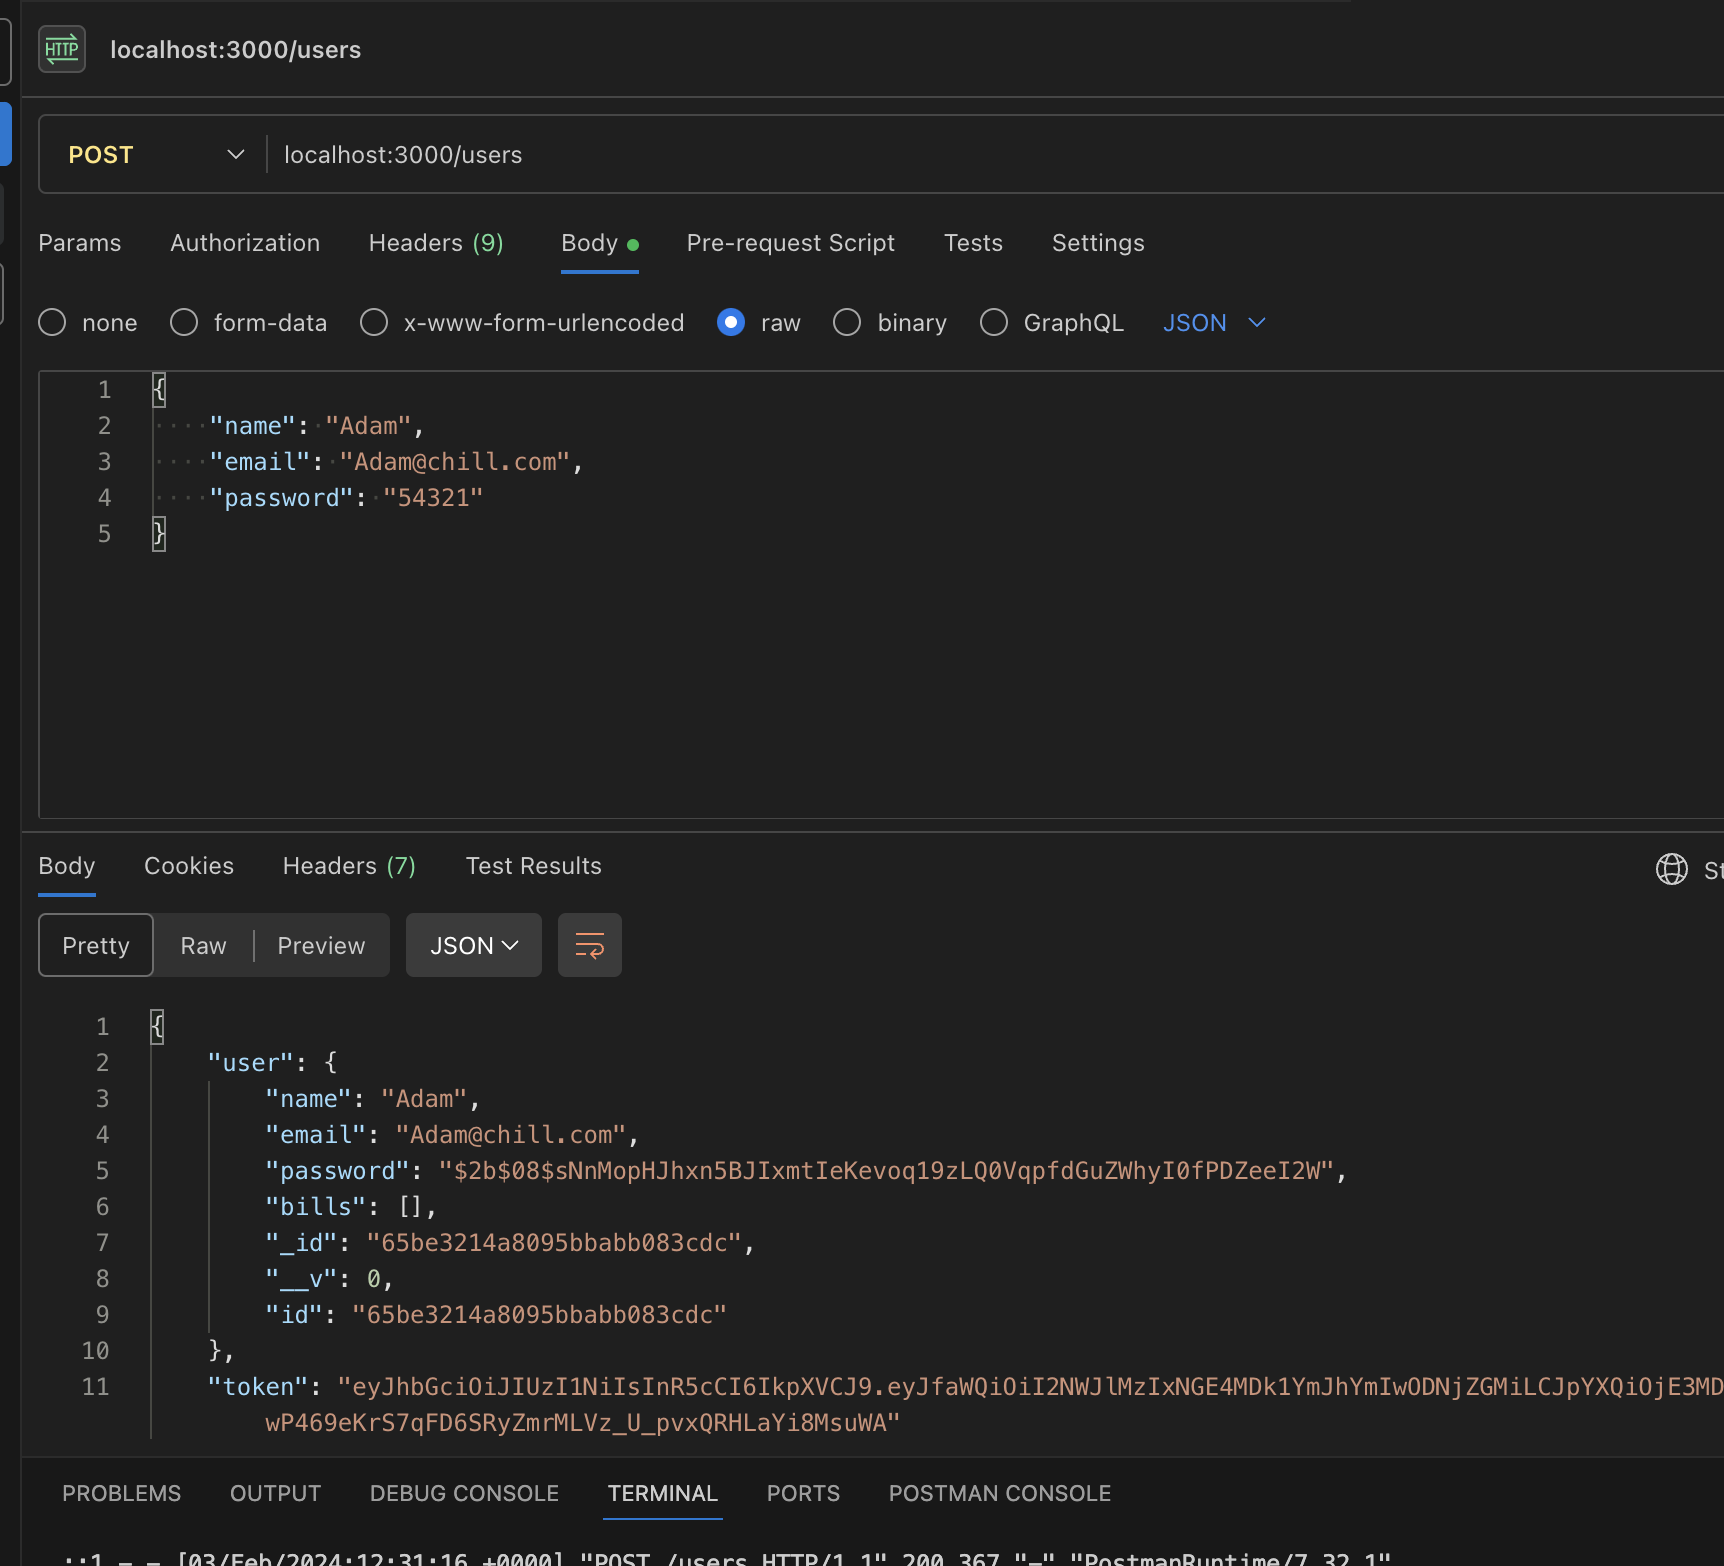 HTTP localhost:3000/users
POST localhost:3000/users
Params Authorization Headers (9) Body Pre-request Script Tests Settings
none form-data x-www-form-urlencoded raw binary GraphQL JSON
1 {
2 "name": "Adam",
3 "email": "Adam@chill.com",
4 "password": "54321"
5 }
Body Cookies Headers (7) Test Results St
Pretty Raw Preview JSON
1 {
2 "user": {
3 "name": "Adam",
4 "email": "Adam@chill.com",
5 "password": "$2b$08$sNnMopHJhxn5BJIxmtIeKevoq19zLQ0VqpfdGuZWhyI0fPDZeeI2W",
6 "bills": [],
7 "_id": "65be3214a8095bbabb083cdc",
8 "__v": 0,
9 "id": "65be3214a8095bbabb083cdc"
10 },
11 "token": "eyJhbGciOiJIUzI1NiIsInR5cCI6IkpXVCJ9.eyJfaWQiOiI2NWJlMzIxNGE4MDk1YmJhYmIwODNjZGMiLCJpYXQiOjE3MD
wP469eKrS7qFD6SRyZmrMLVz_U_pvxQRHLaYi8MsuWA"
PROBLEMS OUTPUT DEBUG CONSOLE TERMINAL PORTS POSTMAN CONSOLE
::1 - - [03/Feb/2024:12:31:16 +0000] "POST /users HTTP/1.1" 200 367 "-" "PostmanRuntime/7.32.1"